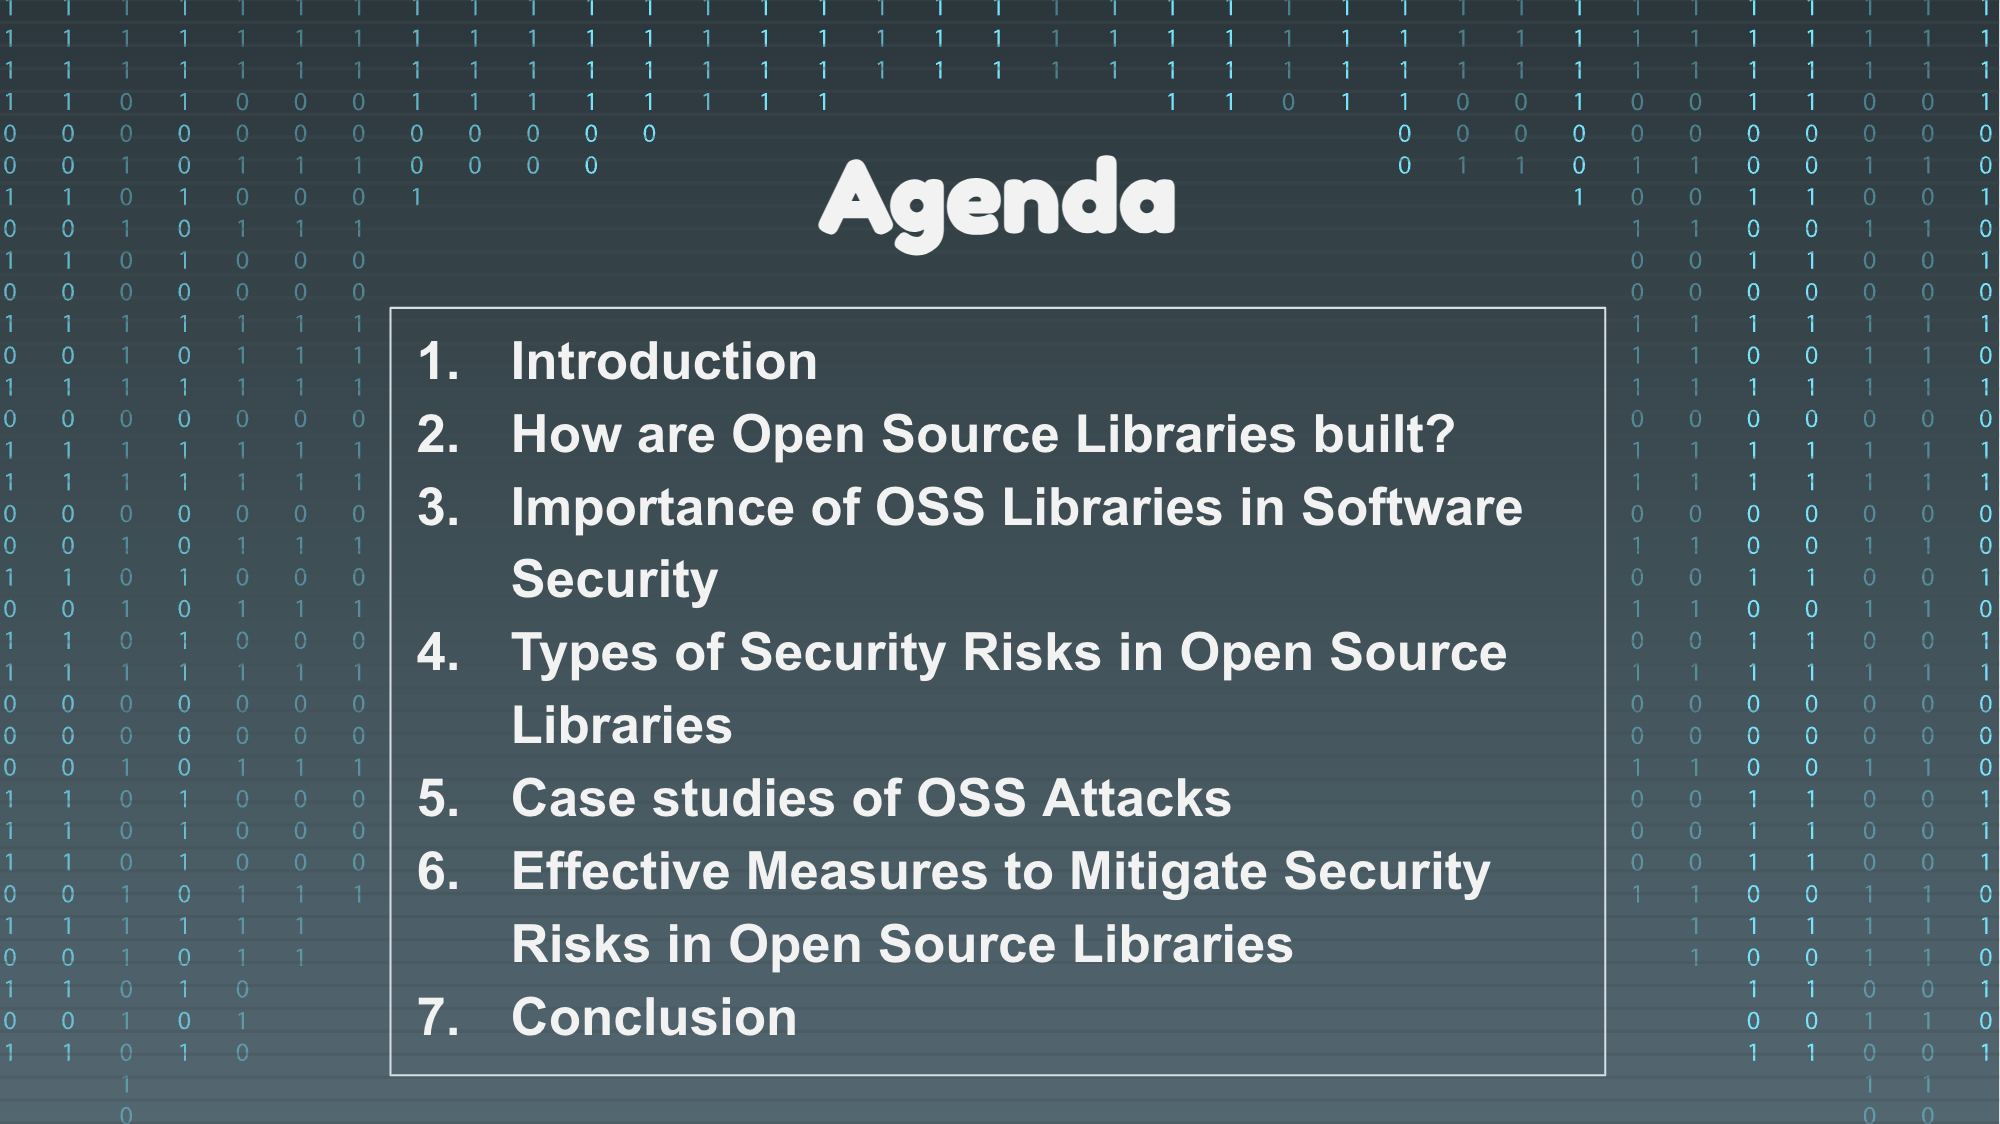 Agenda
1. Introduction
2. How are Open Source Libraries built?
3. Importance of OSS Libraries in Software
Security
4. Types of Security Risks in Open Source
Libraries
5. Case studies of OSS Attacks
6. Effective Measures to Mitigate Security
Risks in Open Source Libraries
7. Conclusion